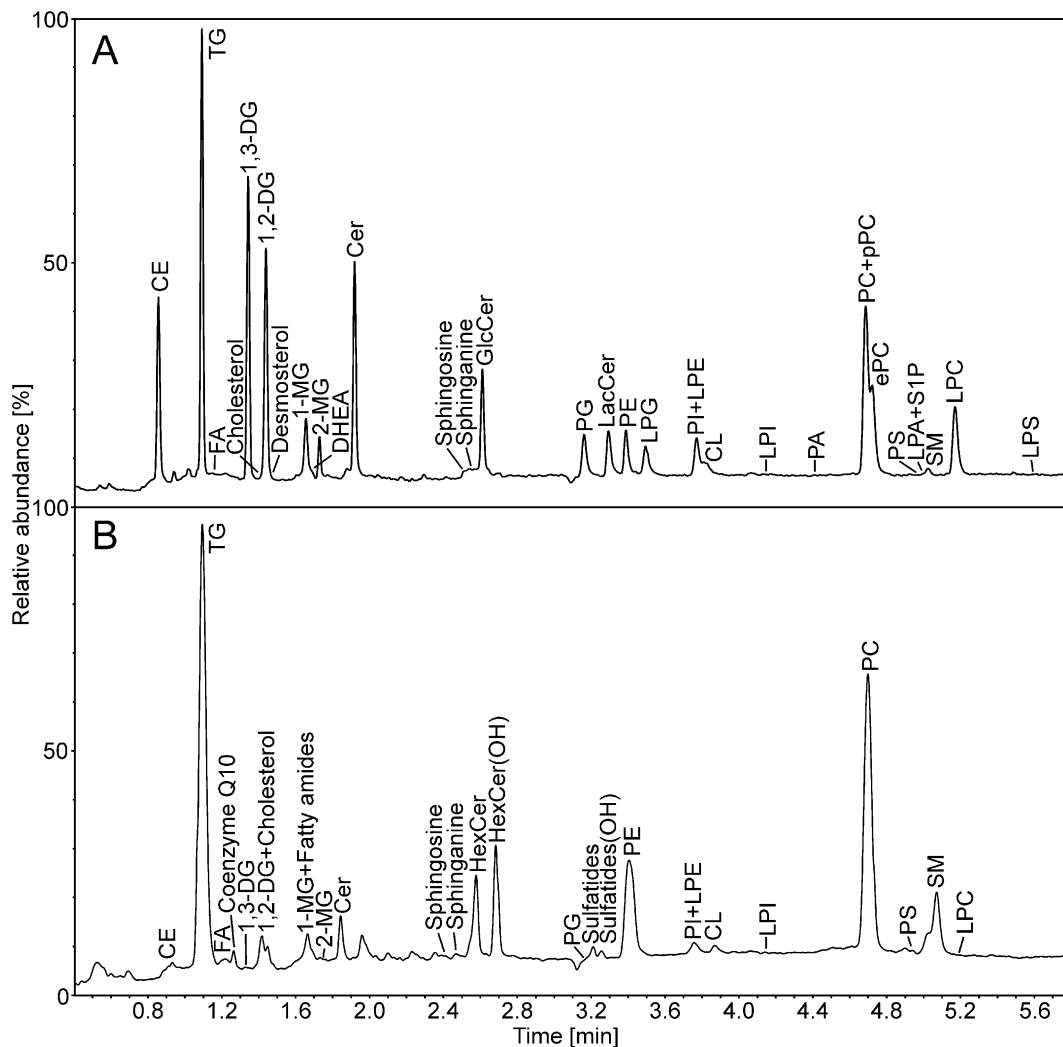 Relative abundance [%]
100
A
TG
1,3-DG
1,2-DG
CE
Cer
50
FA
Cholesterol
Desmosterol
1-MG
2-MG
DHEA
Sphingosine
Sphinganine
GlcCer
PG
LacCer
PE
LPG
PI+LPE
CL
LPI
PA
PC+pPC
ePC
PS
LPA+S1P
SM
LPC
LPS
100
B
TG
50
CE
FA
Coenzyme Q10
1,3-DG
1,2-DG+Cholesterol
1-MG+Fatty amides
2-MG
Cer
Sphingosine
Sphinganine
HexCer
HexCer(OH)
PG
Sulfatides
Sulfatides(OH)
PE
PI+LPE
CL
LPI
PC
PS
SM
LPC
0
0.8 1.2 1.6 2.0 2.4 2.8 3.2 3.6 4.0 4.4 4.8 5.2 5.6
Time [min]